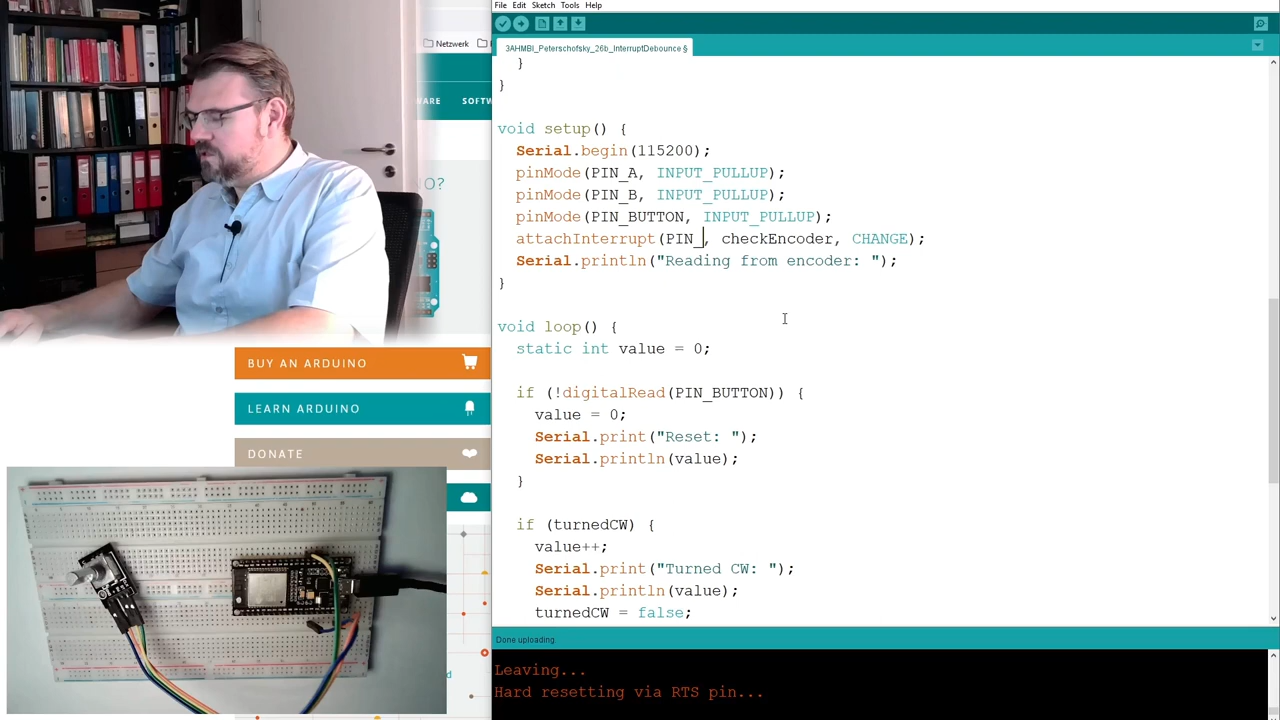 File Edit Sketch Tools Help
Netzwerk
3AHMBI_Peterschofsky_26b_InterruptDebounce §
WARE SOFTW
O?
BUY AN ARDUINO
LEARN ARDUINO
DONATE
}
}
void setup() {
Serial.begin(115200);
pinMode(PIN_A, INPUT_PULLUP);
pinMode(PIN_B, INPUT_PULLUP);
pinMode(PIN_BUTTON, INPUT_PULLUP);
attachInterrupt(PIN_, checkEncoder, CHANGE);
Serial.println("Reading from encoder: ");
}
void loop() {
static int value = 0;
if (!digitalRead(PIN_BUTTON)) {
value = 0;
Serial.print("Reset: ");
Serial.println(value);
}
if (turnedCW) {
value++;
Serial.print("Turned CW: ");
Serial.println(value);
turnedCW = false;
Done uploading.
Leaving...
Hard resetting via RTS pin...